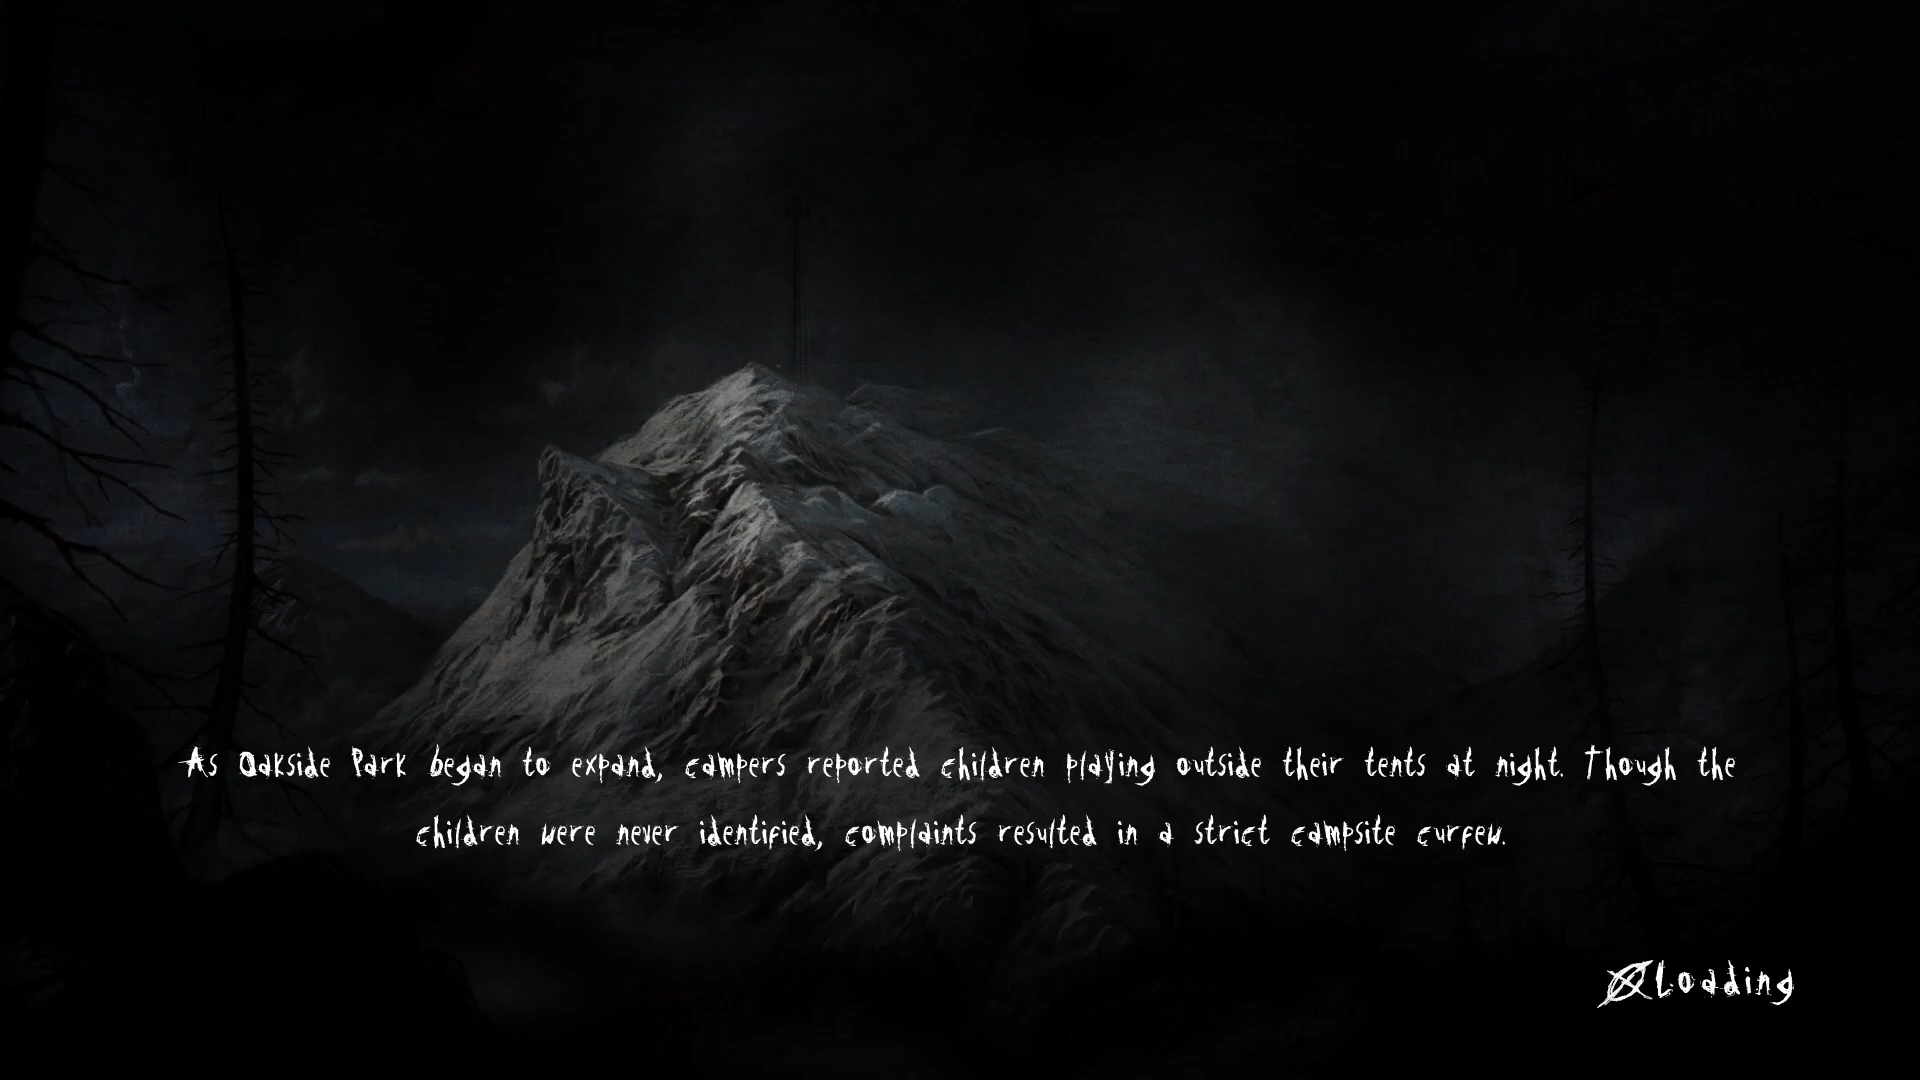 As Oakside Park began to expand, campers reported children playing outside their tents at night. Though the
children were never identified, complaints resulted in a strict campsite curfew.
Loading